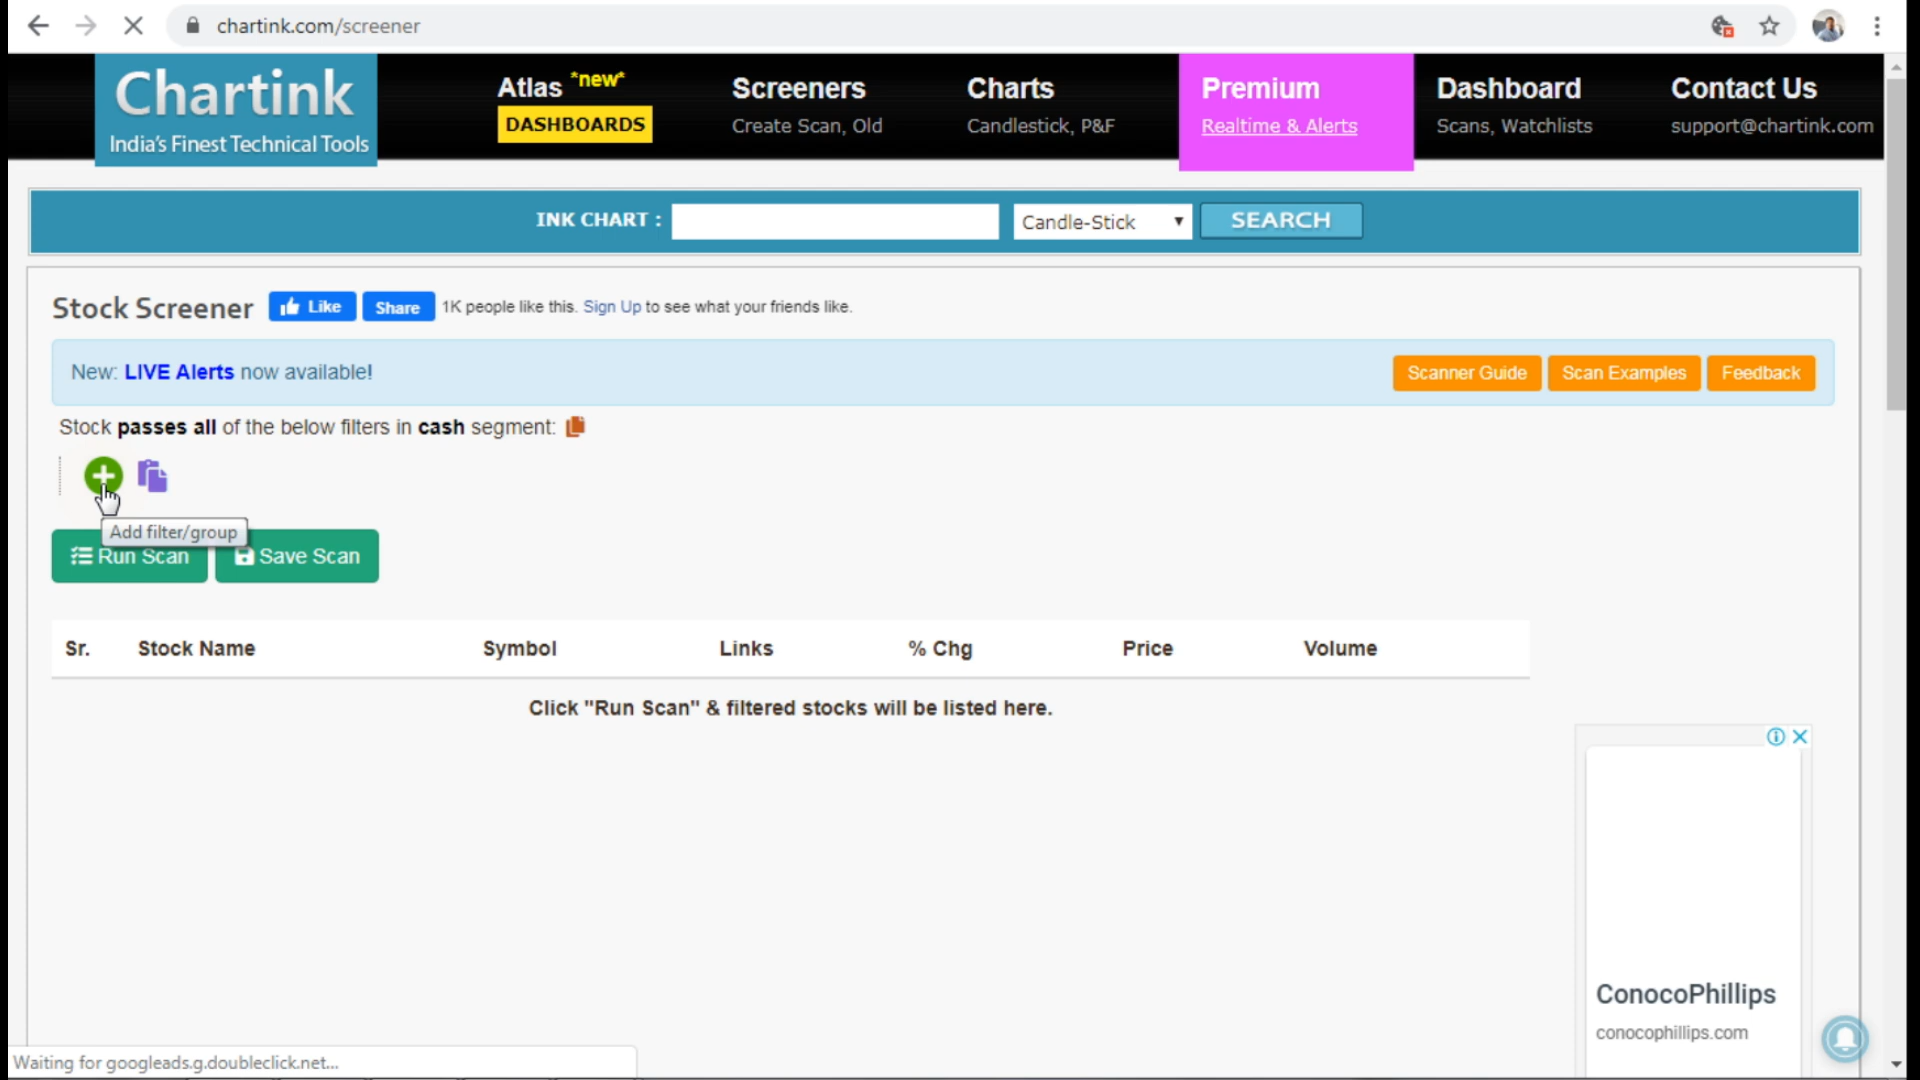 chartink.com/screener
Chartink
India's Finest Technical Tools
Atlas *new*
DASHBOARDS
Screeners
Create Scan, Old
Charts
Candlestick, P&F
Premium
Realtime & Alerts
Dashboard
Scans, Watchlists
Contact Us
support@chartink.com
INK CHART : Candle-Stick SEARCH
Stock Screener Like Share 1K people like this. Sign Up to see what your friends like.
New: LIVE Alerts now available! Scanner Guide Scan Examples Feedback
Stock passes all of the below filters in cash segment:
Add filter/group
Run Scan Save Scan
Sr. Stock Name Symbol Links % Chg Price Volume
Click "Run Scan" & filtered stocks will be listed here.
ConocoPhillips
conocophillips.com
Waiting for googleads.g.doubleclick.net...